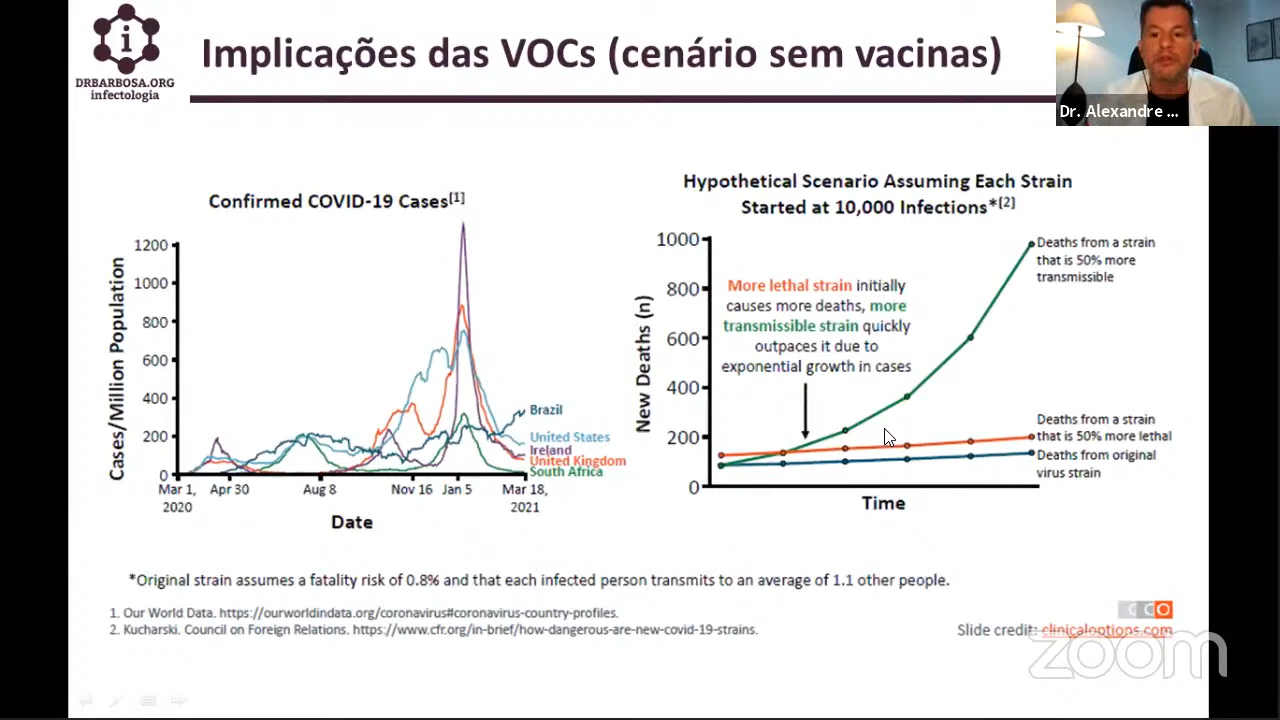 DRBARBOSA.ORG
infectologia
Implicações das VOCs (cenário sem vacinas)
Dr. Alexandre ...
Confirmed COVID-19 Cases[1]
Cases/Million Population
1200
1000
800
600
400
200
0
Mar 1,
2020
Apr 30
Aug 8
Nov 16
Jan 5
Mar 18,
2021
Date
Brazil
United States
Ireland
United Kingdom
South Africa
Hypothetical Scenario Assuming Each Strain
Started at 10,000 Infections*[2]
New Deaths (n)
1000
800
600
400
200
0
Time
More lethal strain initially
causes more deaths, more
transmissible strain quickly
outpaces it due to
exponential growth in cases
Deaths from a strain
that is 50% more
transmissible
Deaths from a strain
that is 50% more lethal
Deaths from original
virus strain
*Original strain assumes a fatality risk of 0.8% and that each infected person transmits to an average of 1.1 other people.
1. Our World Data. https://ourworldindata.org/coronavirus#coronavirus-country-profiles.
2. Kucharski. Council on Foreign Relations. https://www.cfr.org/in-brief/how-dangerous-are-new-covid-19-strains.
CCO
Slide credit: clinicaloptions.com
zoom